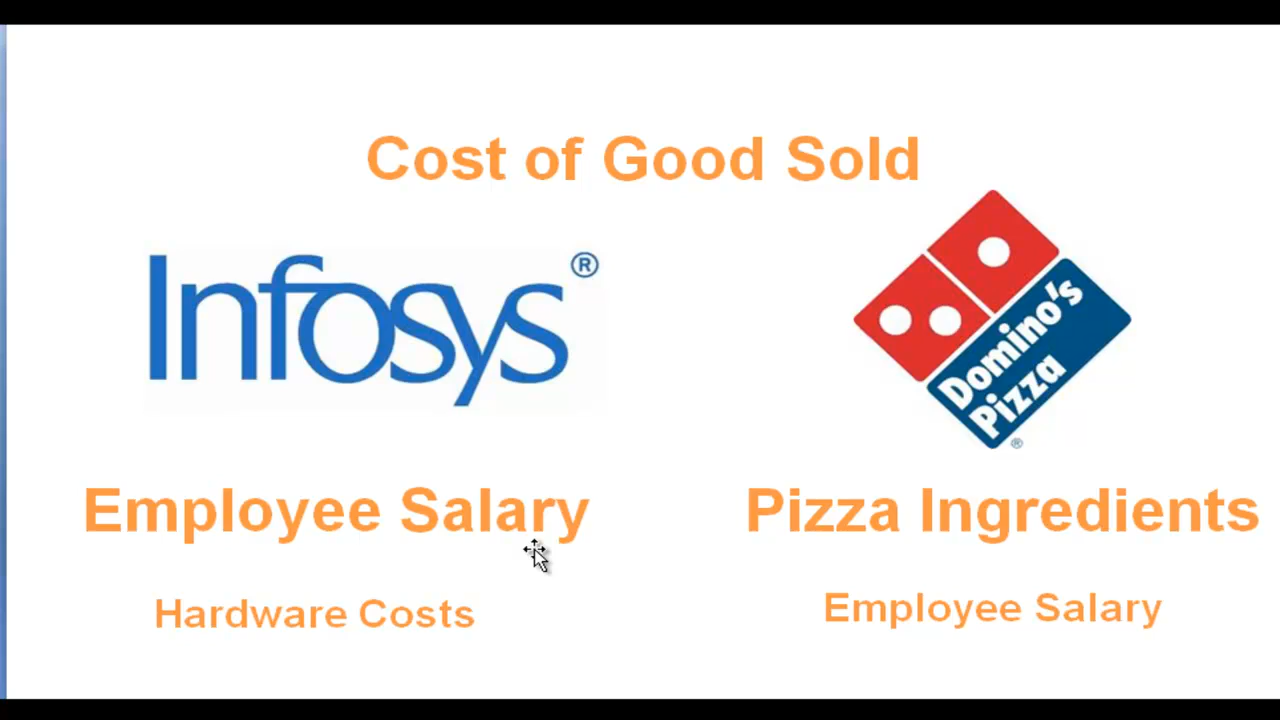 Cost of Good Sold
Infosys®
Domino's
Pizza
®
Employee Salary
Pizza Ingredients
Hardware Costs
Employee Salary